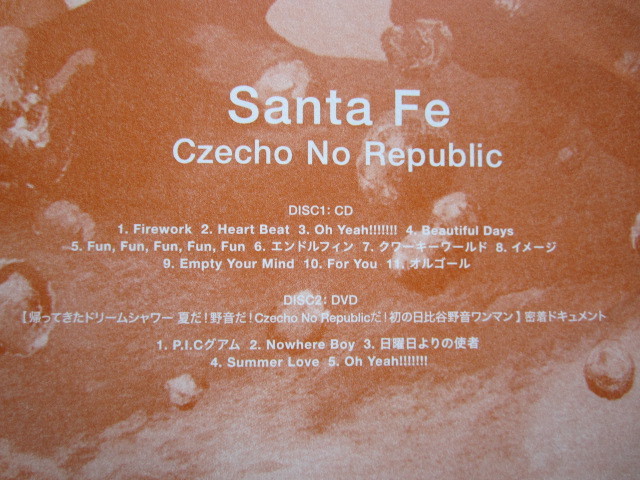 Santa Fe
Czecho No Republic
DISC1: CD
1. Firework 2. Heart Beat 3. Oh Yeah!!!!!!! 4. Beautiful Days
5. Fun, Fun, Fun, Fun, Fun 6. エンドルフィン 7. クワーキーワールド 8. イメージ
9. Empty Your Mind 10. For You 11. オルゴール
DISC2: DVD
【帰ってきたドリームシャワー 夏だ!野音だ!Czecho No Republicだ!初の日比谷野音ワンマン】密着ドキュメント
1. P.I.Cグアム 2. Nowhere Boy 3. 日曜日よりの使者
4. Summer Love 5. Oh Yeah!!!!!!!